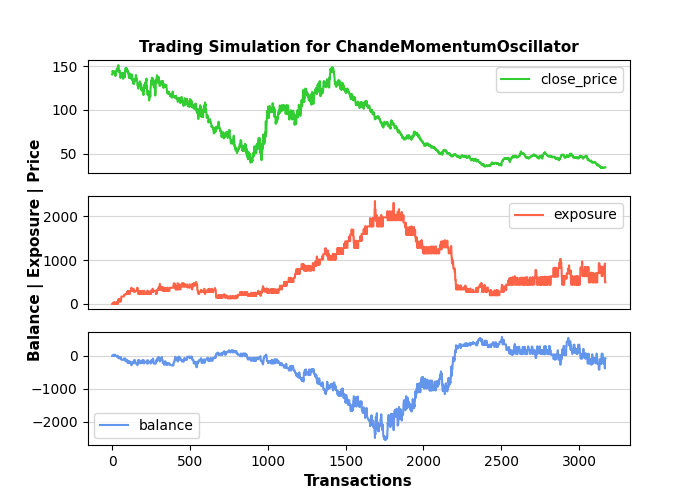 Trading Simulation for ChandeMomentumOscillator
150
100
50
close_price
2000
1000
0
exposure
0
−1000
−2000
balance
0 500 1000 1500 2000 2500 3000
Transactions
Balance | Exposure | Price